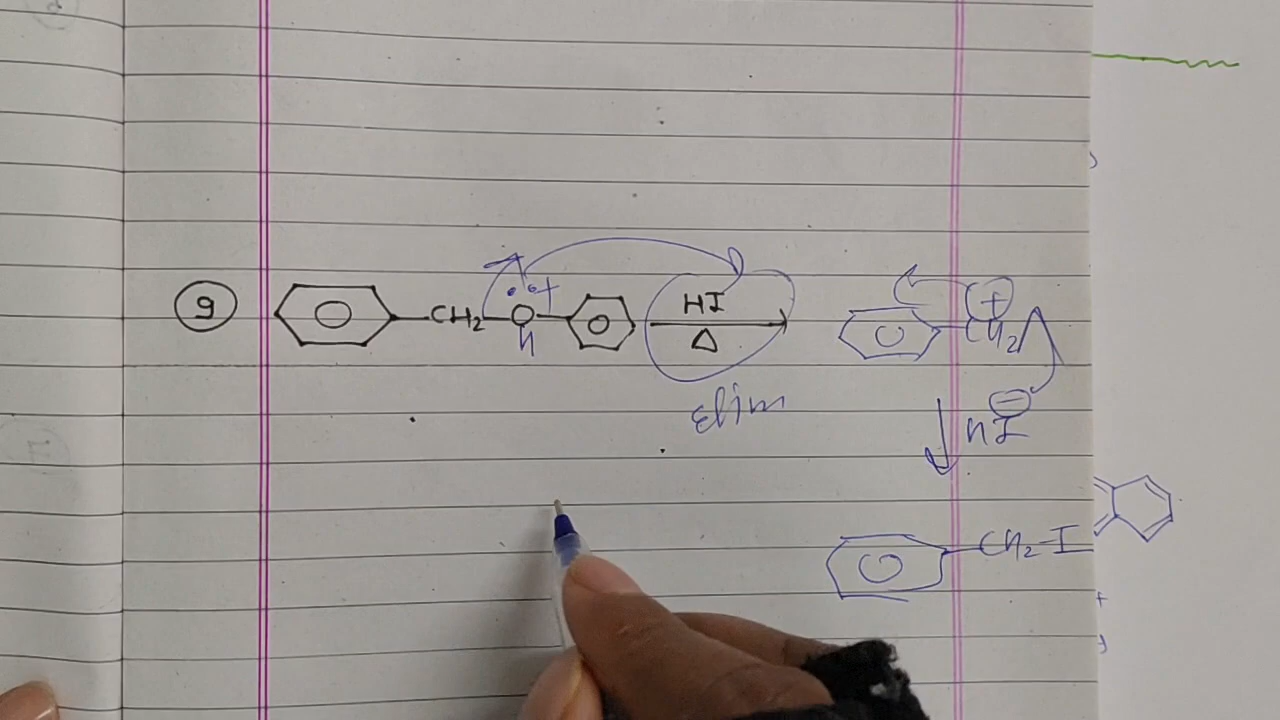 9 CH2 O H HI Δ
⊕ CH2
Elim
⊖
HI
CH2-I